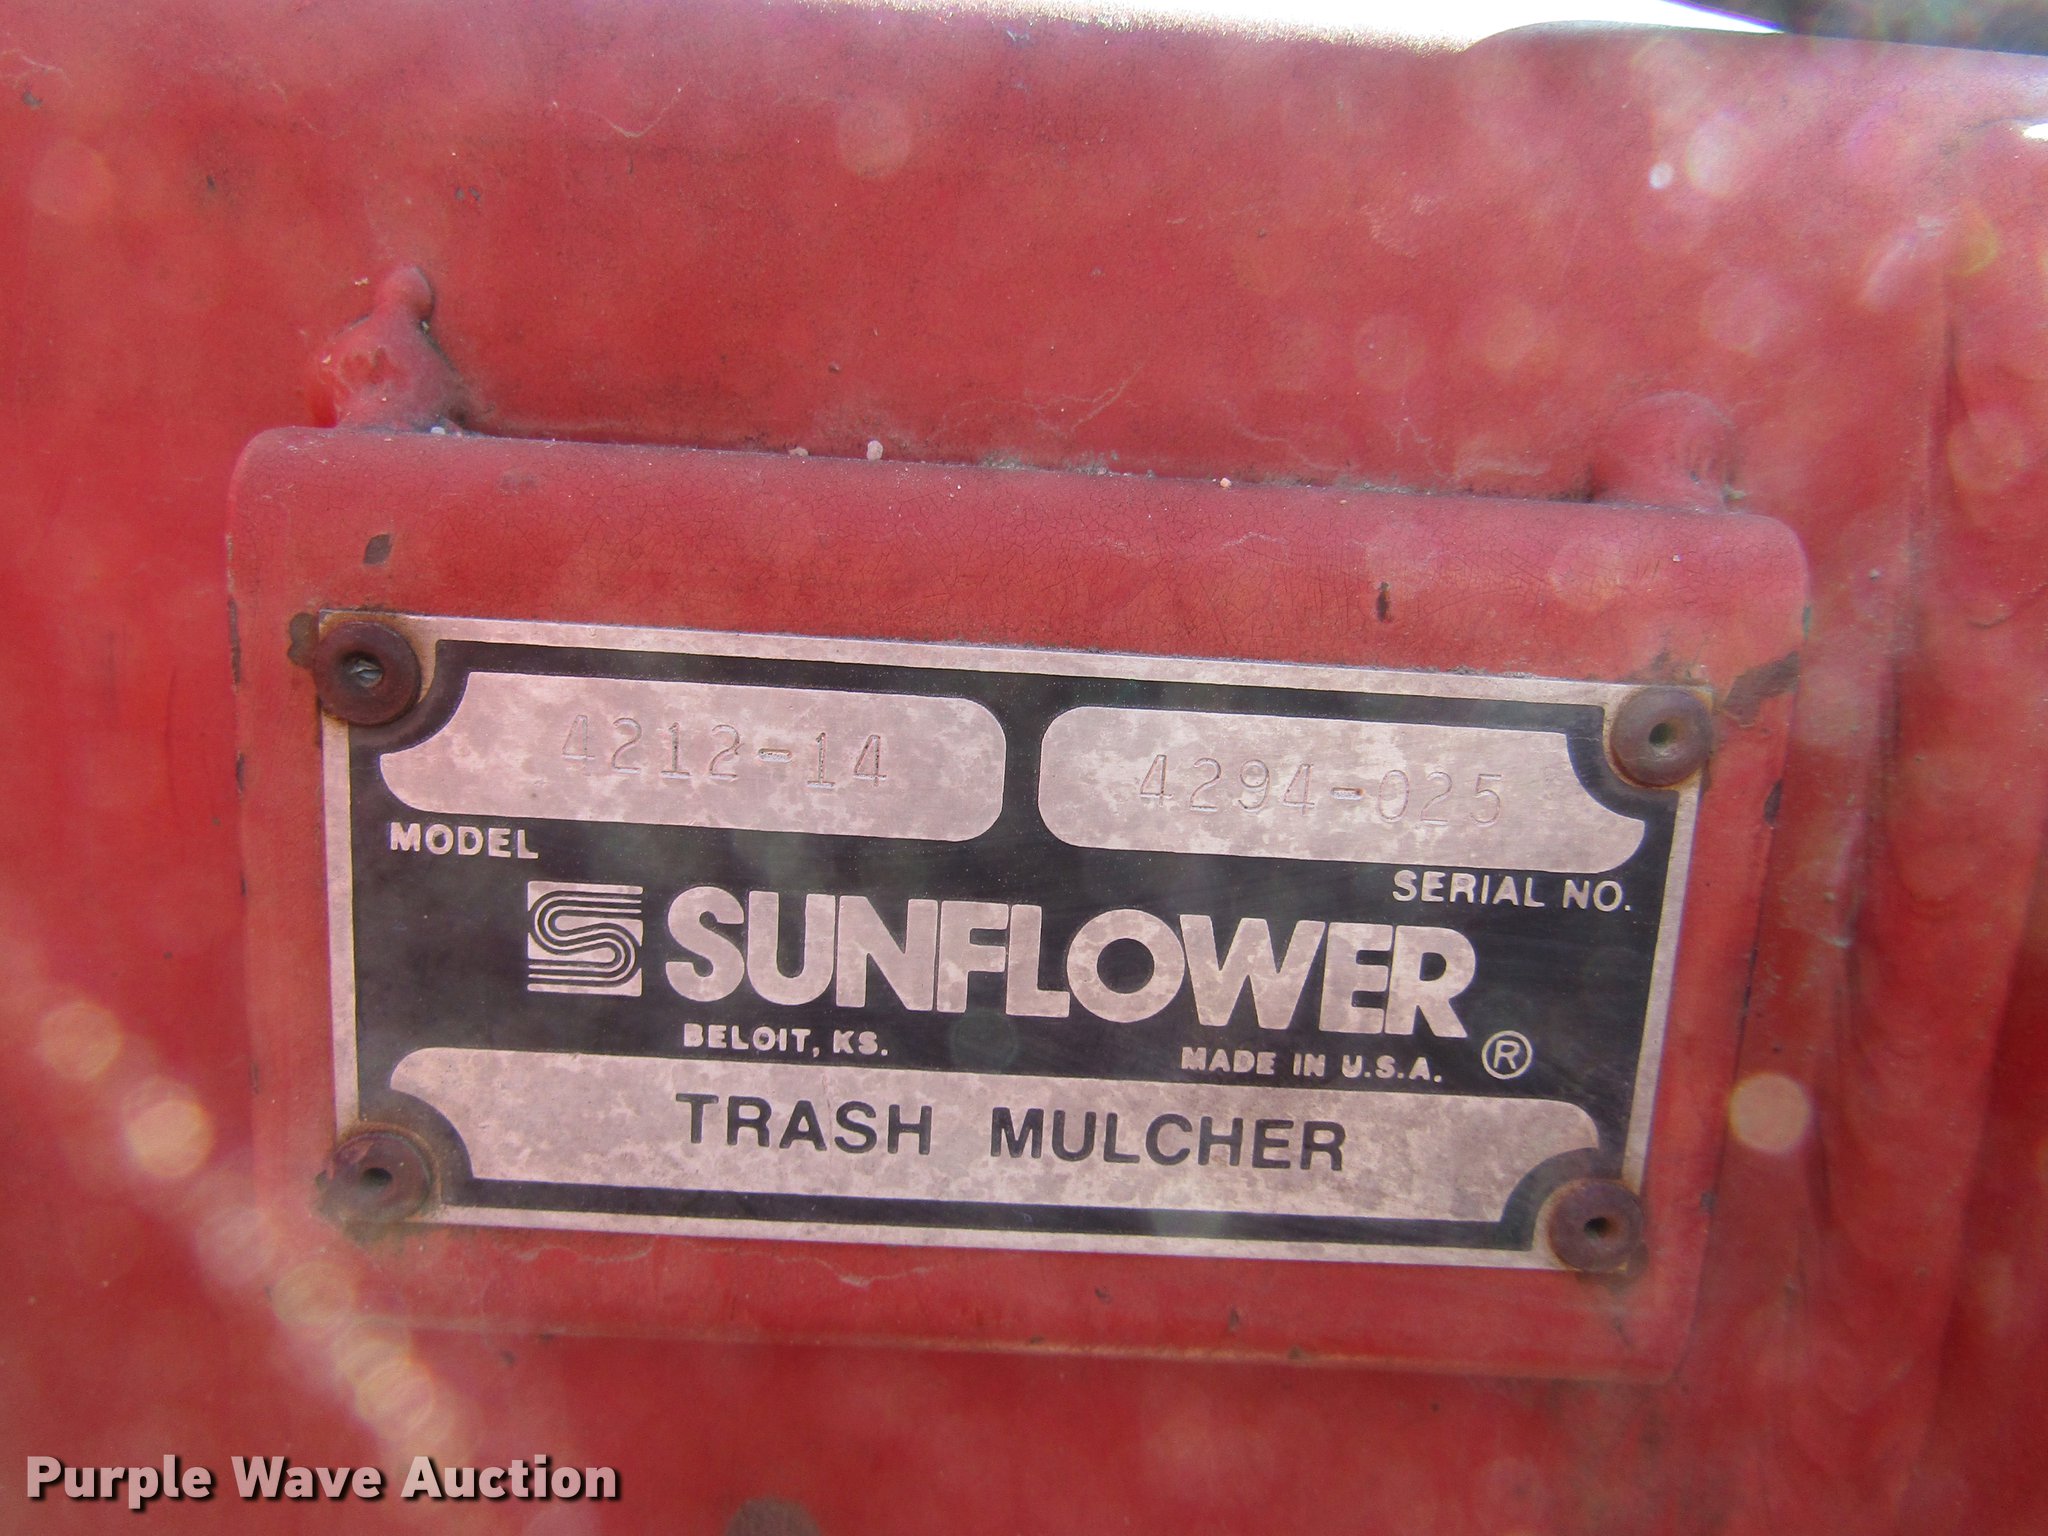 4212-14 4294-025
MODEL SERIAL NO.
SUNFLOWER
BELOIT, KS. MADE IN U.S.A. ®
TRASH MULCHER
Purple Wave Auction